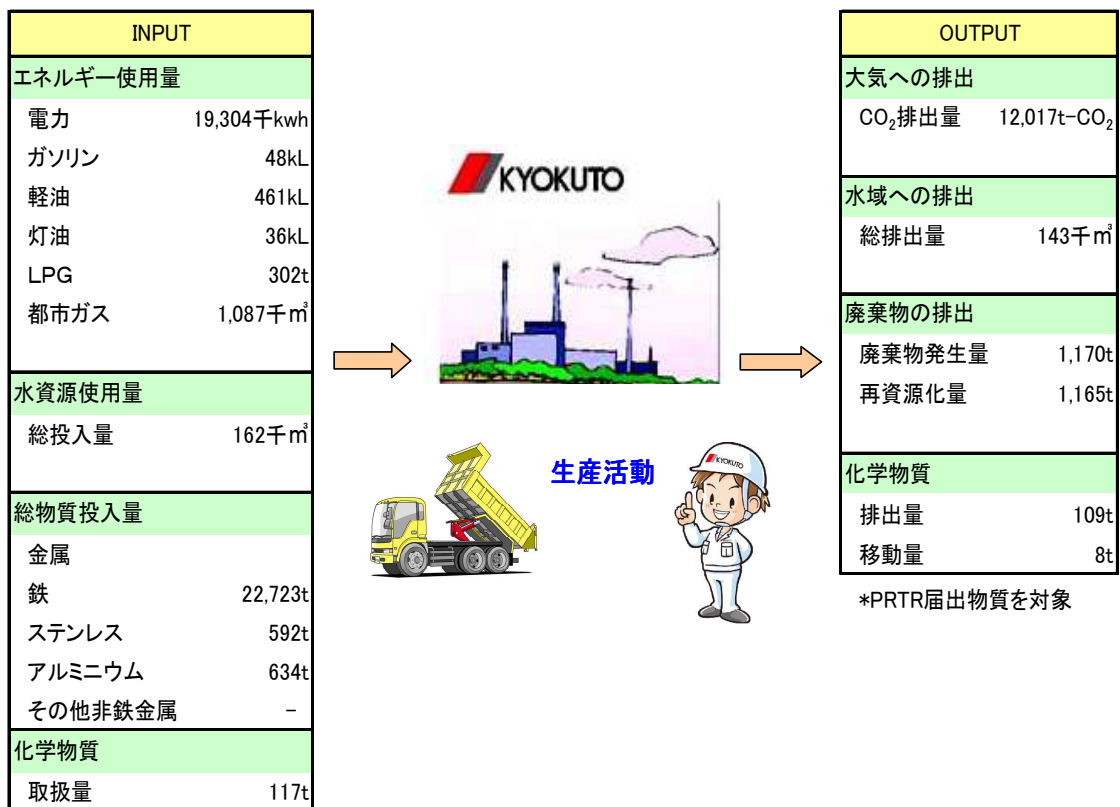 INPUT
エネルギー使用量
電力 19,304千kwh
ガソリン 48kL
軽油 461kL
灯油 36kL
LPG 302t
都市ガス 1,087千㎥
水資源使用量
総投入量 162千㎥
総物質投入量
金属
鉄 22,723t
ステンレス 592t
アルミニウム 634t
その他非鉄金属 -
化学物質
取扱量 117t
KYOKUTO
生産活動
KYOKUTO
OUTPUT
大気への排出
CO₂排出量 12,017t-CO₂
水域への排出
総排出量 143千㎥
廃棄物の排出
廃棄物発生量 1,170t
再資源化量 1,165t
化学物質
排出量 109t
移動量 8t
*PRTR届出物質を対象